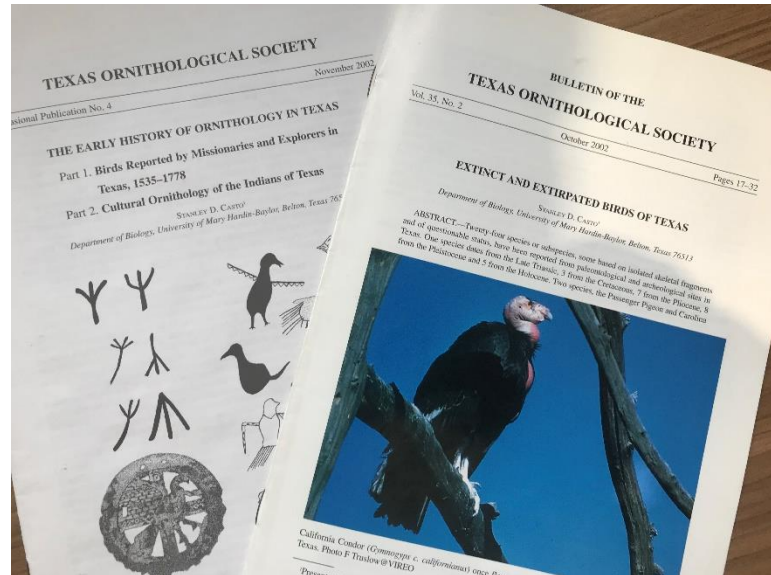 TEXAS ORNITHOLOGICAL SOCIETY
sional Publication No. 4 November 2002
THE EARLY HISTORY OF ORNITHOLOGY IN TEXAS
Part 1. Birds Reported by Missionaries and Explorers in
Texas, 1535–1778
Part 2. Cultural Ornithology of the Indians of Texas
STANLEY D. CASTO¹
Department of Biology, University of Mary Hardin-Baylor, Belton, Texas 765
BULLETIN OF THE
TEXAS ORNITHOLOGICAL SOCIETY
Vol. 35, No. 2 October 2002 Pages 17–32
EXTINCT AND EXTIRPATED BIRDS OF TEXAS
STANLEY D. CASTO¹
Department of Biology, University of Mary Hardin-Baylor, Belton, Texas 76513
ABSTRACT.—Twenty-four species or subspecies, some based on isolated skeletal fragments
and of questionable status, have been reported from paleontological and archeological sites in
Texas. One species dates from the Late Triassic, 3 from the Cretaceous, 7 from the Pliocene, 8
from the Pleistocene and 5 from the Holocene. Two species, the Passenger Pigeon and Carolina
California Condor (Gymnogyps c. californianus) once
Texas. Photo F Truslow@VIREO